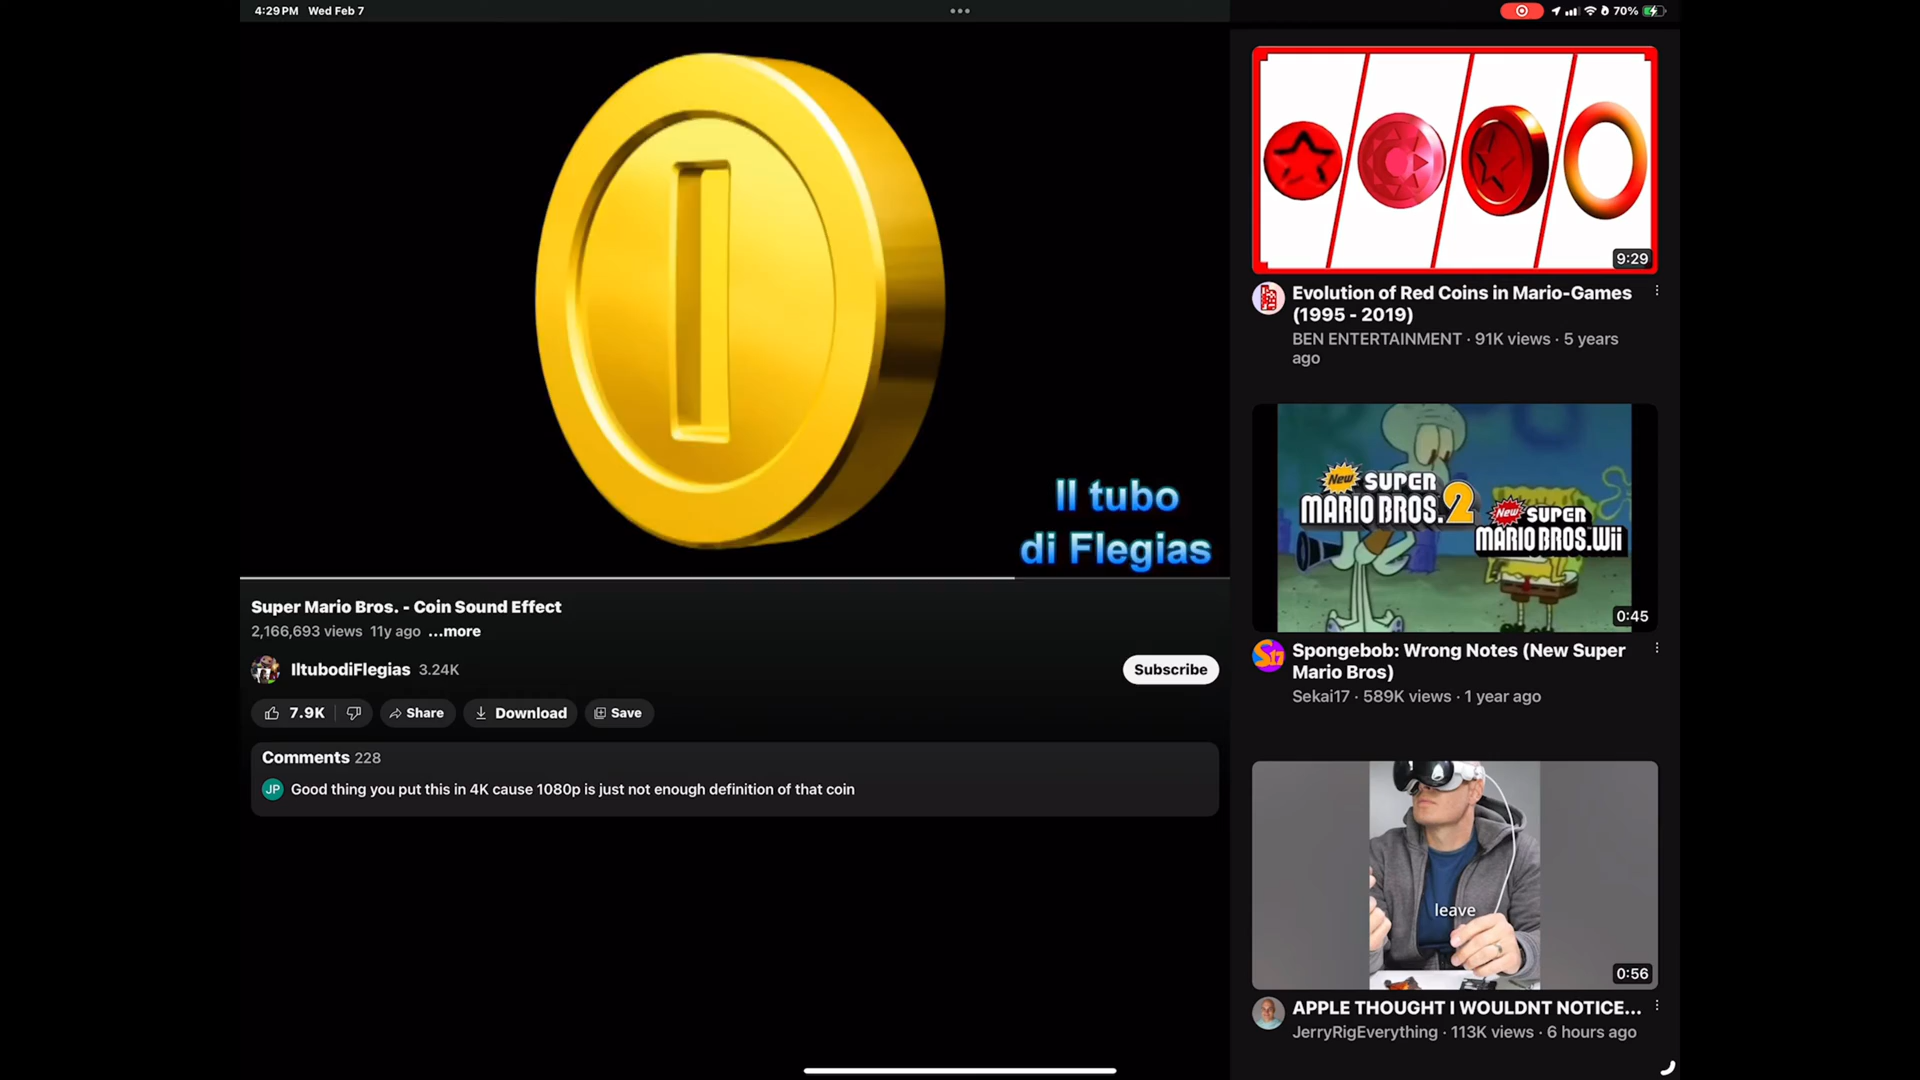 4:29 PM Wed Feb 7
70%
Il tubo
di Flegias
Super Mario Bros. - Coin Sound Effect
2,166,693 views 11y ago ...more
IltubodiFlegias 3.24K
Subscribe
7.9K Share Download Save
Comments 228
JP Good thing you put this in 4K cause 1080p is just not enough definition of that coin
9:29
Evolution of Red Coins in Mario-Games
(1995 - 2019)
BEN ENTERTAINMENT · 91K views · 5 years
ago
New SUPER
MARIO BROS. 2
New SUPER
MARIO BROS. Wii
0:45
S17
Spongebob: Wrong Notes (New Super
Mario Bros)
Sekai17 · 589K views · 1 year ago
leave
0:56
APPLE THOUGHT I WOULDNT NOTICE...
JerryRigEverything · 113K views · 6 hours ago